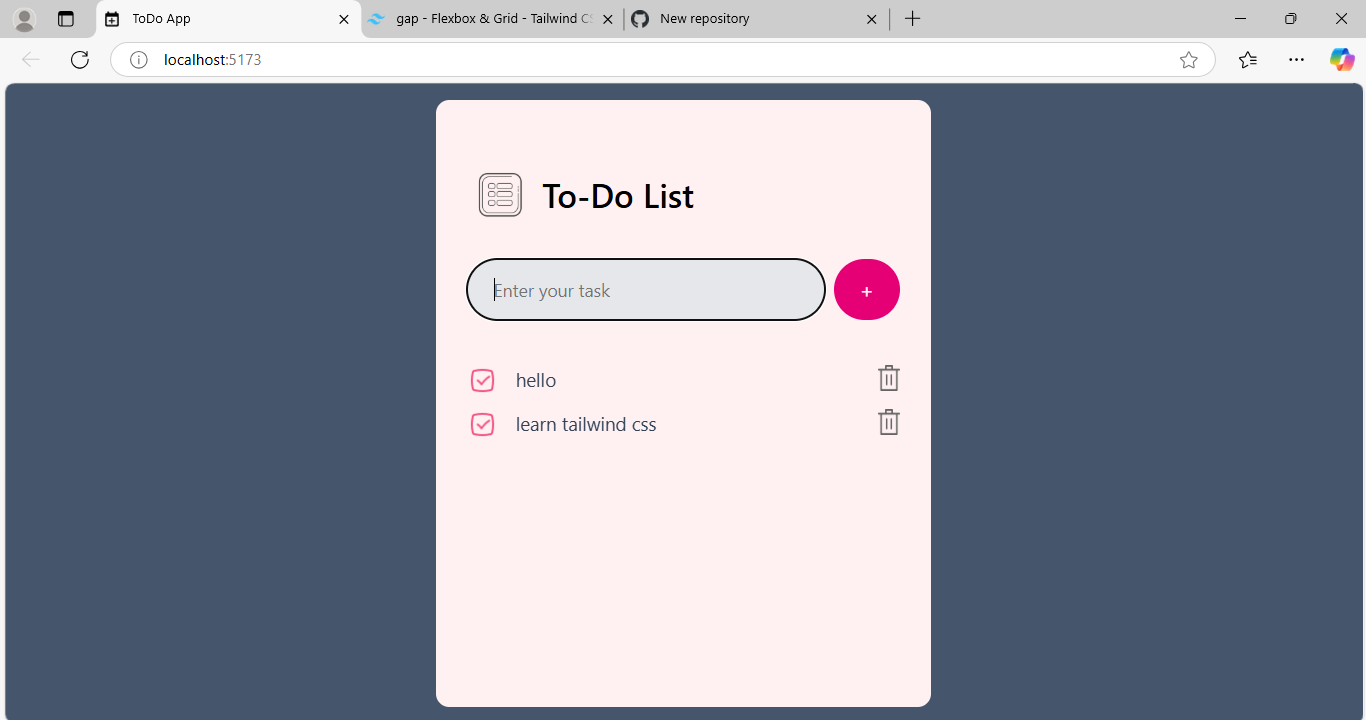 ToDo App
gap - Flexbox & Grid - Tailwind CS
New repository
localhost:5173
To-Do List
Enter your task
+
hello
learn tailwind css